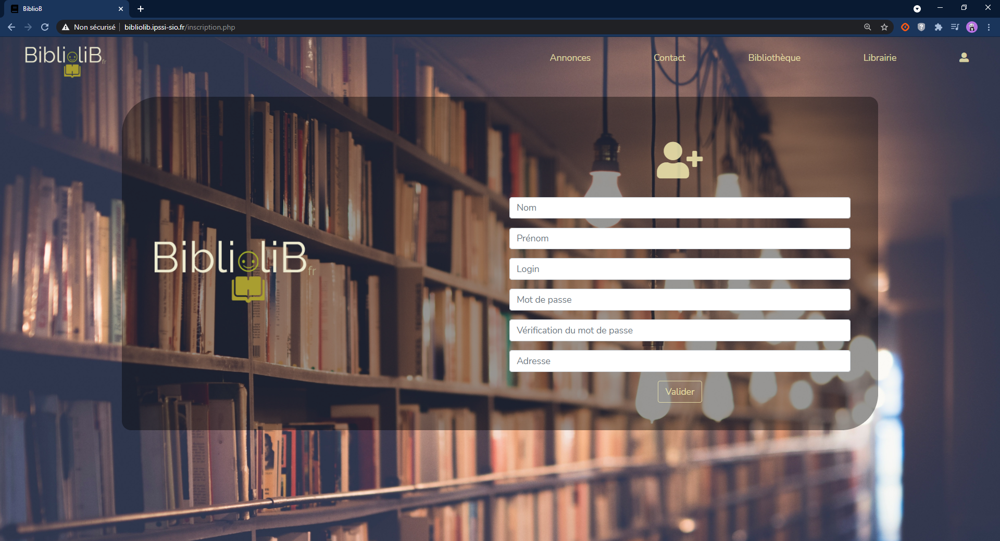 BiblioB
Non sécurisé
bibliolib.ipssi-sio.fr/inscription.php
BiblioliB fr
Annonces
Contact
Bibliothèque
Librairie
BiblioliB fr
Nom
Prénom
Login
Mot de passe
Vérification du mot de passe
Adresse
Valider